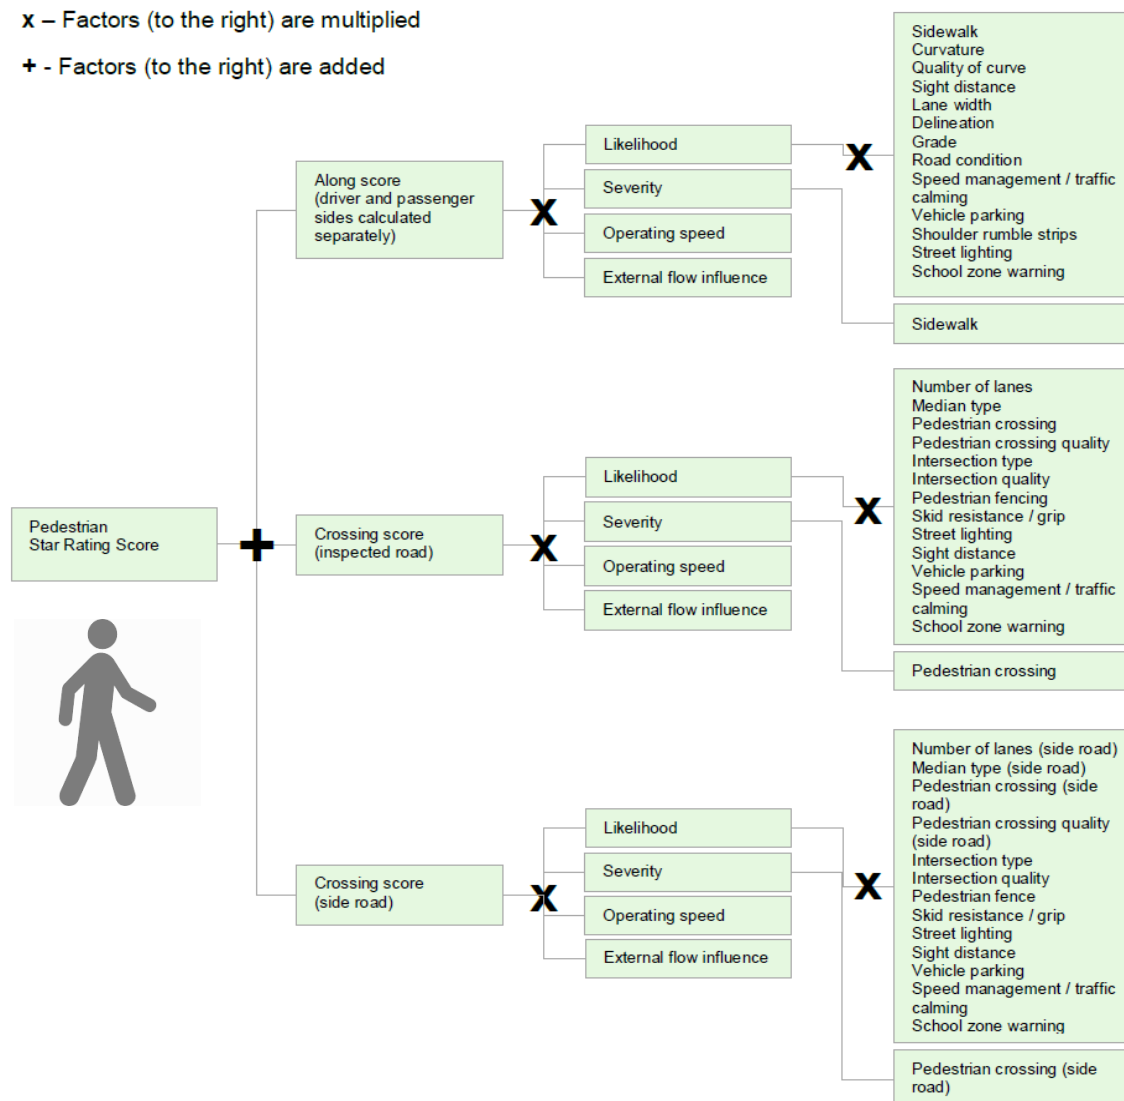 x – Factors (to the right) are multiplied
+ - Factors (to the right) are added
Pedestrian
Star Rating Score
+
Along score
(driver and passenger
sides calculated
separately)
x
Likelihood
Severity
Operating speed
External flow influence
x
Sidewalk
Curvature
Quality of curve
Sight distance
Lane width
Delineation
Grade
Road condition
Speed management / traffic
calming
Vehicle parking
Shoulder rumble strips
Street lighting
School zone warning
Sidewalk
Crossing score
(inspected road)
x
Likelihood
Severity
Operating speed
External flow influence
x
Number of lanes
Median type
Pedestrian crossing
Pedestrian crossing quality
Intersection type
Intersection quality
Pedestrian fencing
Skid resistance / grip
Street lighting
Sight distance
Vehicle parking
Speed management / traffic
calming
School zone warning
Pedestrian crossing
Crossing score
(side road)
x
Likelihood
Severity
Operating speed
External flow influence
x
Number of lanes (side road)
Median type (side road)
Pedestrian crossing (side
road)
Pedestrian crossing quality
(side road)
Intersection type
Intersection quality
Pedestrian fence
Skid resistance / grip
Street lighting
Sight distance
Vehicle parking
Speed management / traffic
calming
School zone warning
Pedestrian crossing (side
road)